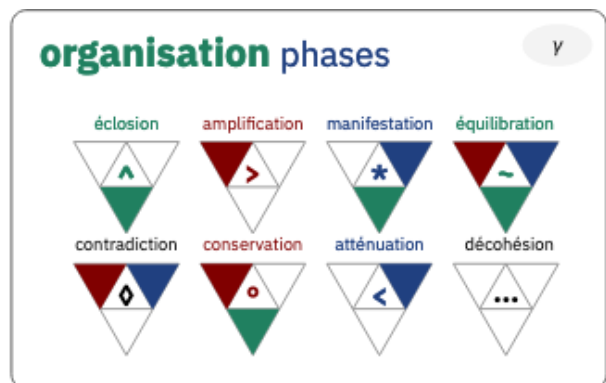 organisation phases
γ
éclosion amplification manifestation équilibration
^ > * ~
contradiction conservation atténuation décohésion
◊ ° < ...